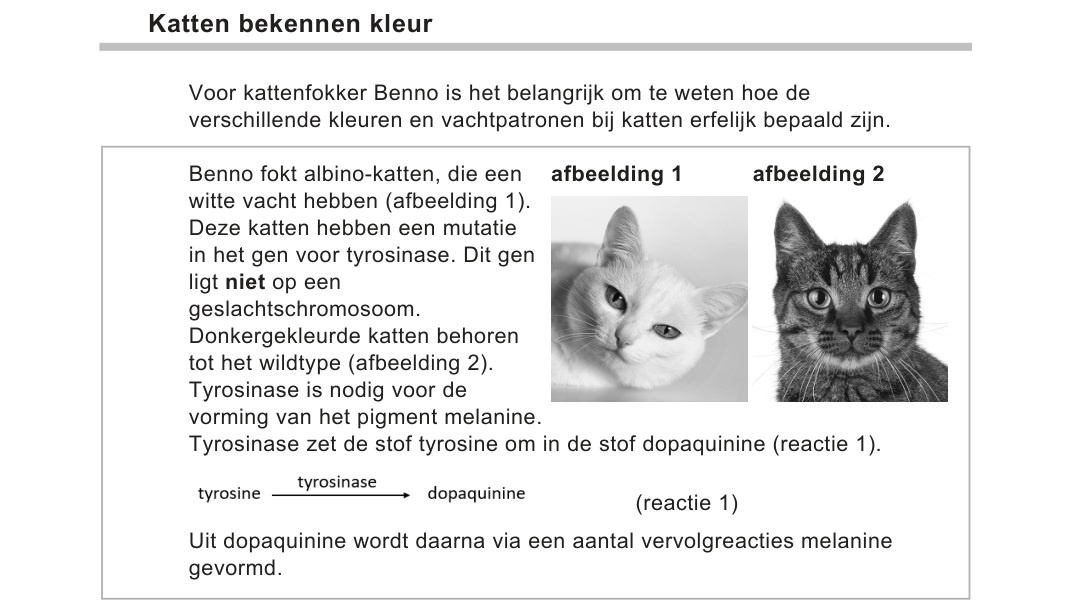 Katten bekennen kleur
Voor kattenfokker Benno is het belangrijk om te weten hoe de
verschillende kleuren en vachtpatronen bij katten erfelijk bepaald zijn.
Benno fokt albino-katten, die een
witte vacht hebben (afbeelding 1).
Deze katten hebben een mutatie
in het gen voor tyrosinase. Dit gen
ligt niet op een
geslachtschromosoom.
Donkergekleurde katten behoren
tot het wildtype (afbeelding 2).
Tyrosinase is nodig voor de
vorming van het pigment melanine.
afbeelding 1
afbeelding 2
Tyrosinase zet de stof tyrosine om in de stof dopaquinine (reactie 1).
tyrosine tyrosinase dopaquinine (reactie 1)
Uit dopaquinine wordt daarna via een aantal vervolgreacties melanine
gevormd.